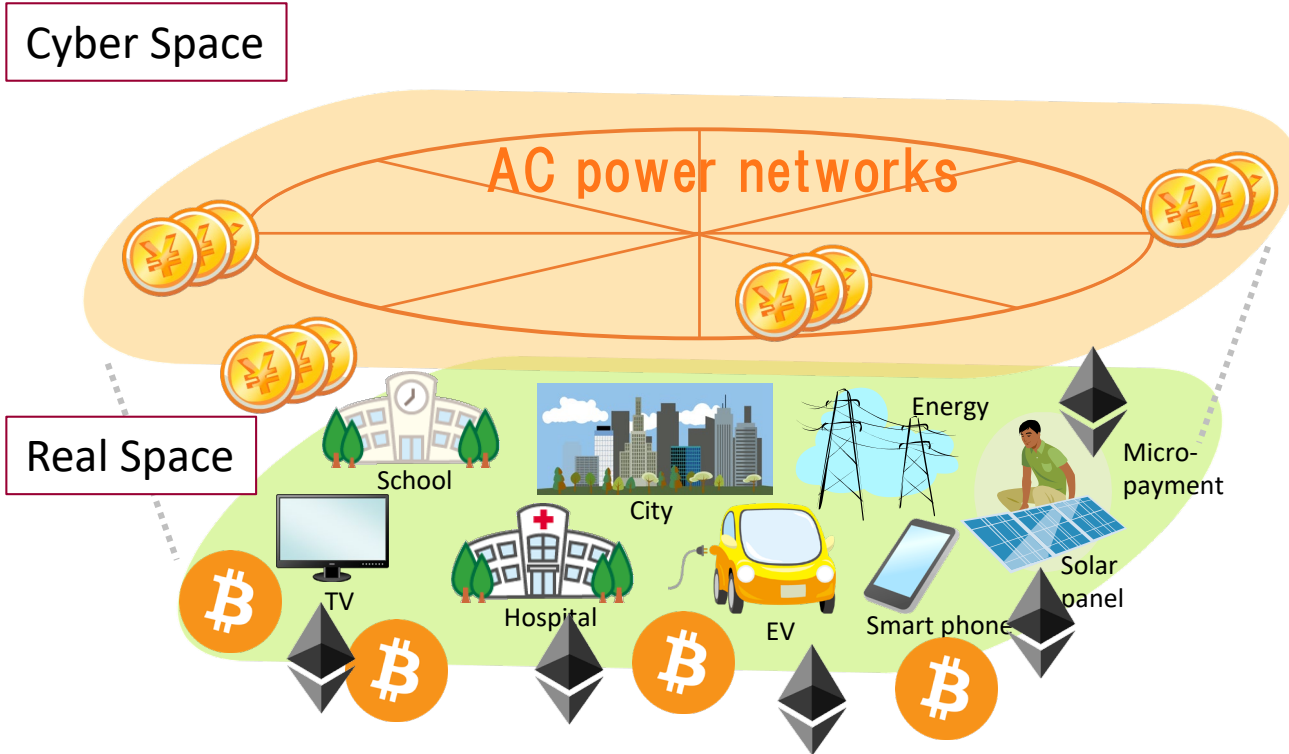 Cyber Space
AC power networks
Real Space
School
City
Energy
Micro-
payment
TV
Hospital
EV
Smart phone
Solar
panel